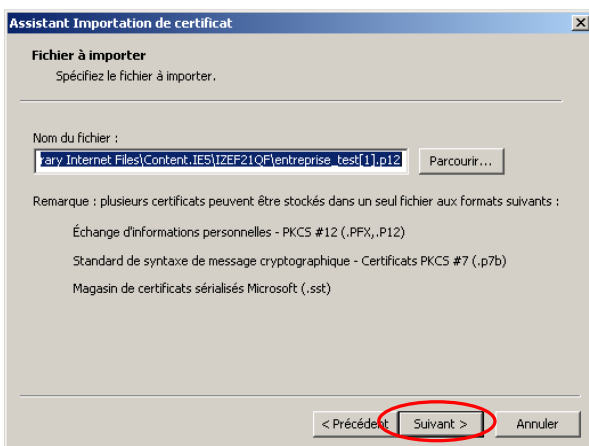 Assistant Importation de certificat
Fichier à importer
Spécifiez le fichier à importer.
Nom du fichier :
rary Internet Files\Content.IE5\IZEF21QF\entreprise_test[1].p12
Parcourir...
Remarque : plusieurs certificats peuvent être stockés dans un seul fichier aux formats suivants :
Échange d'informations personnelles - PKCS #12 (.PFX,.P12)
Standard de syntaxe de message cryptographique - Certificats PKCS #7 (.p7b)
Magasin de certificats sérialisés Microsoft (.sst)
< Précédent
Suivant >
Annuler